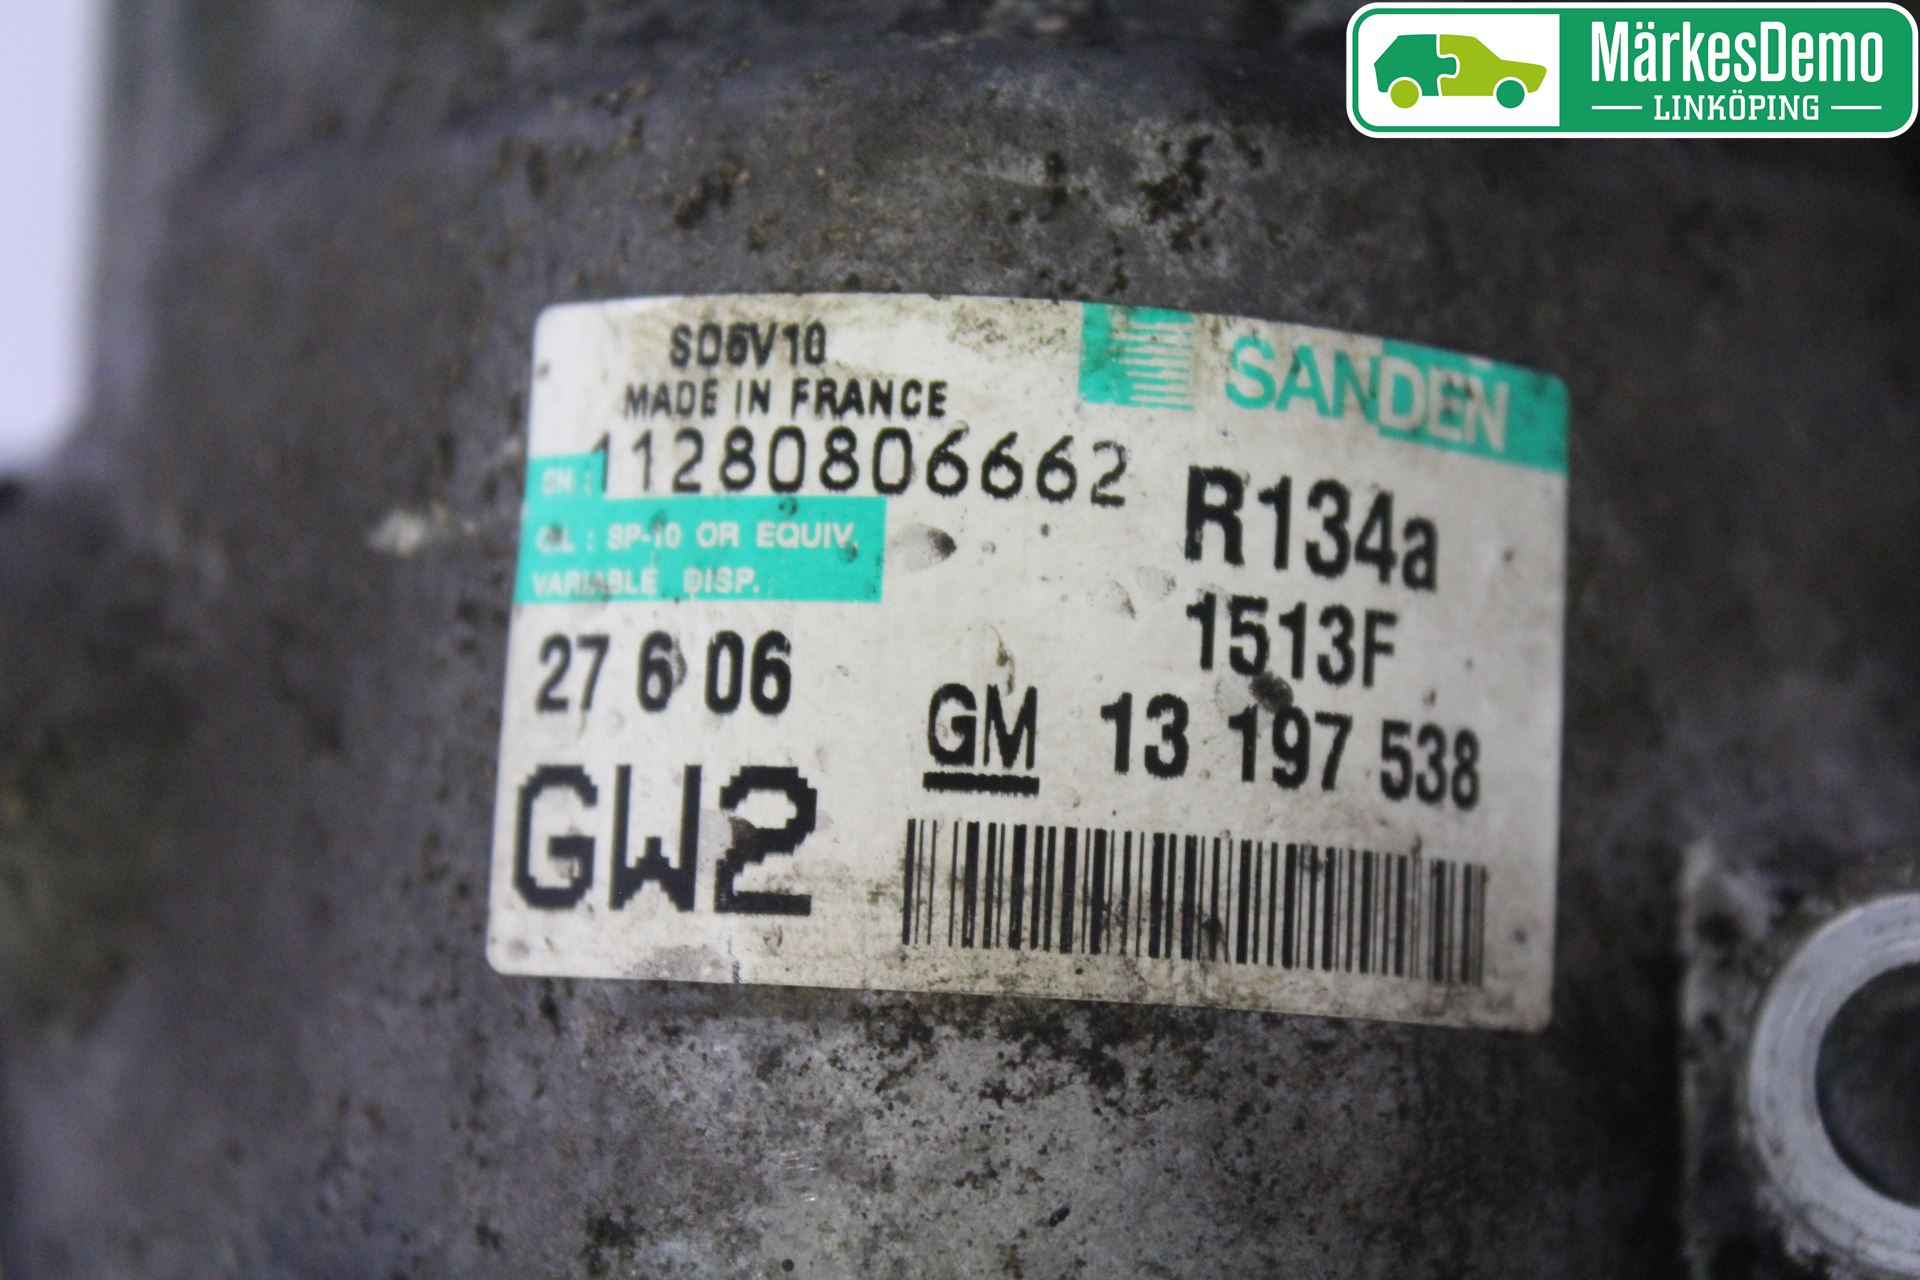 MärkesDemo
LINKÖPING
SD6V10
SANDEN
MADE IN FRANCE
SN : 11280806662
R134a
OIL : SP-10 OR EQUIV.
VARIABLE DISP.
1513F
27 6 06
GM 13 197 538
GW2